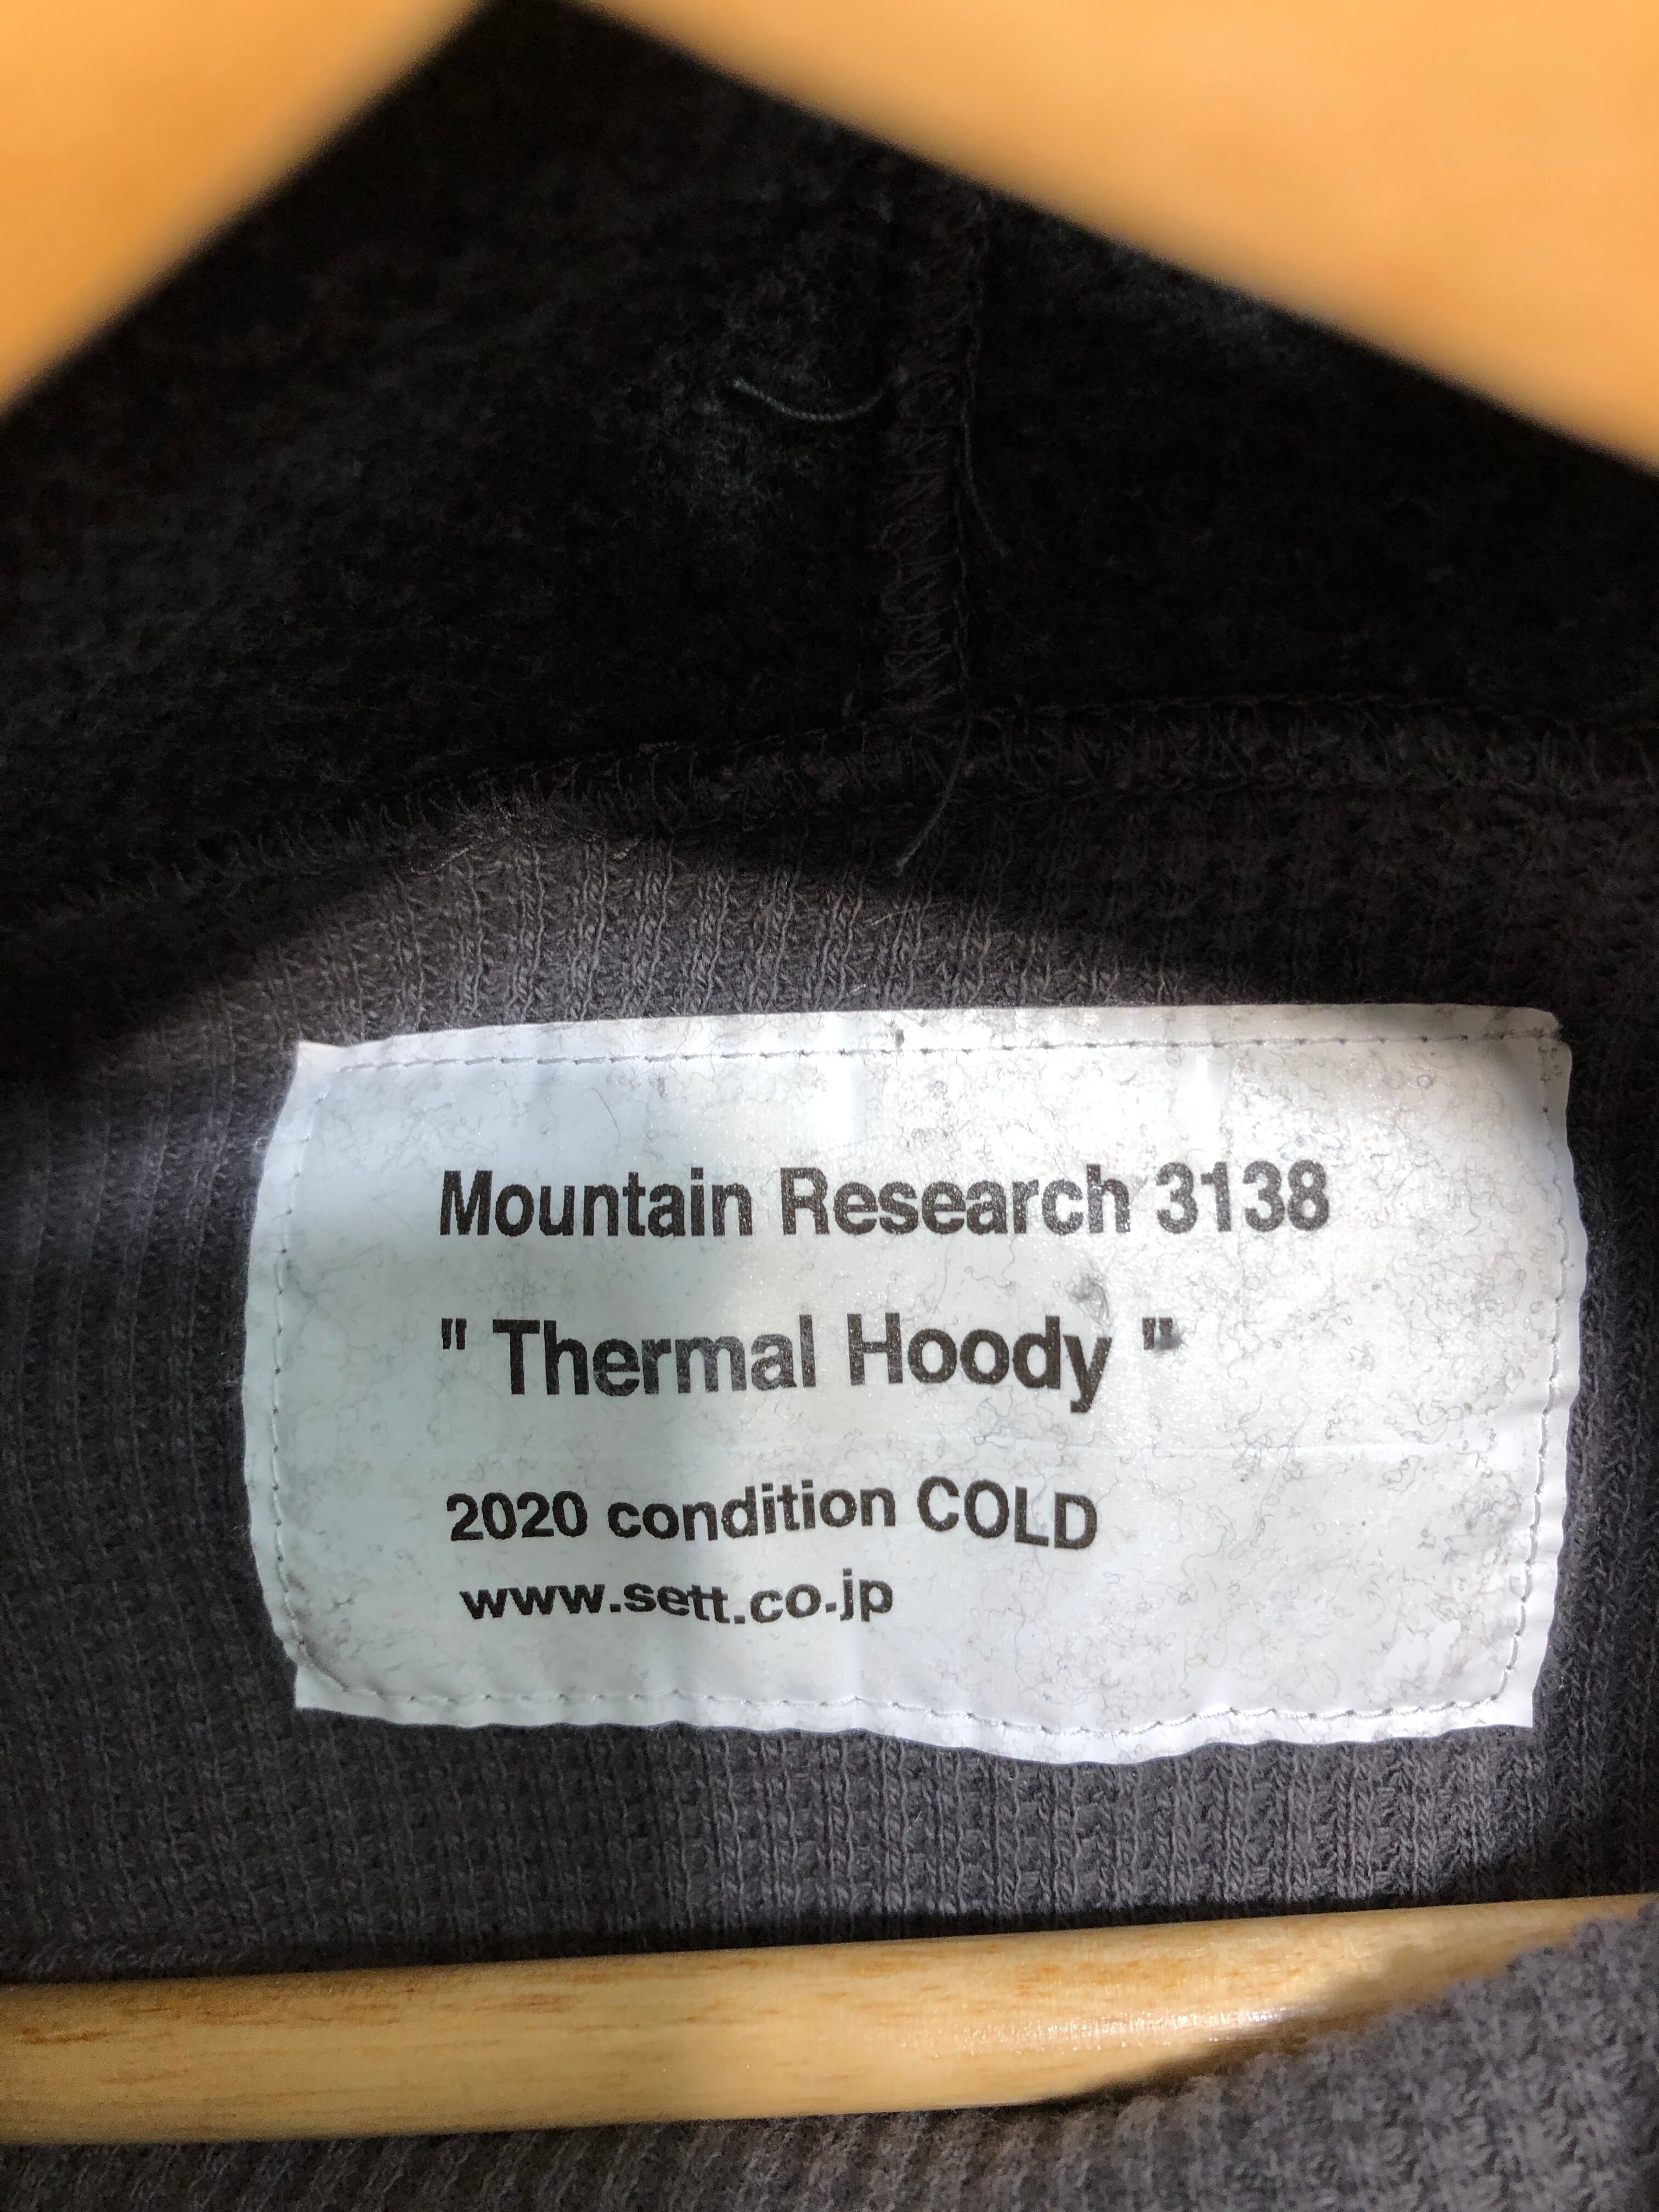 Mountain Research 3138
" Thermal Hoody "
2020 condition COLD
www.sett.co.jp